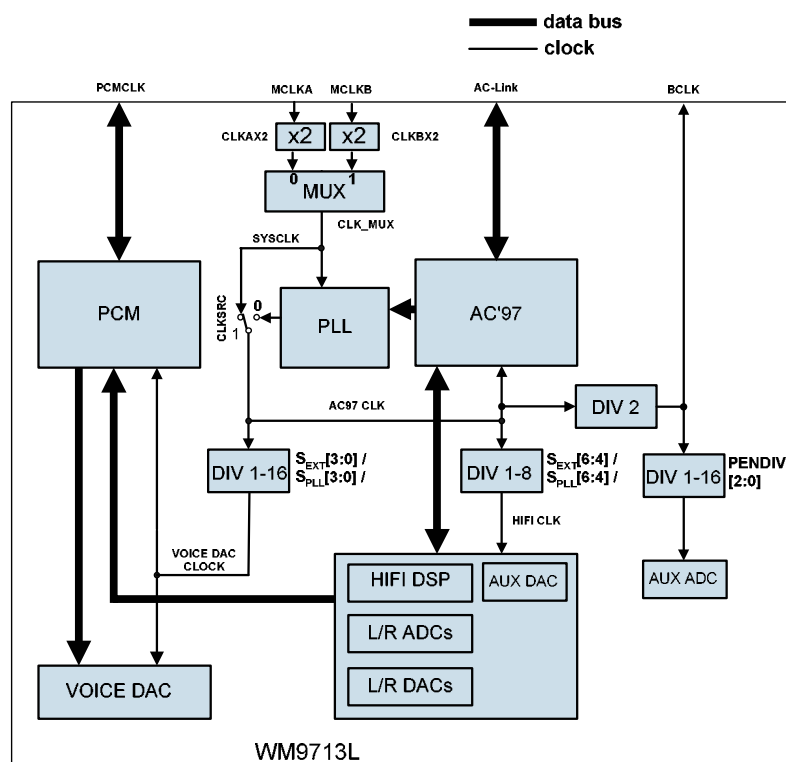 data bus
clock
PCMCLK
MCLKA
MCLKB
AC-Link
BCLK
CLKAX2
x2
x2
CLKBX2
0
1
MUX
CLK_MUX
SYSCLK
PCM
CLKSRC
0
1
PLL
AC'97
AC97 CLK
DIV 2
DIV 1-16
SEXT[3:0] /
SPLL[3:0] /
DIV 1-8
SEXT[6:4] /
SPLL[6:4] /
DIV 1-16
PENDIV
[2:0]
HIFI CLK
VOICE DAC
CLOCK
HIFI DSP
AUX DAC
AUX ADC
L/R ADCs
L/R DACs
VOICE DAC
WM9713L